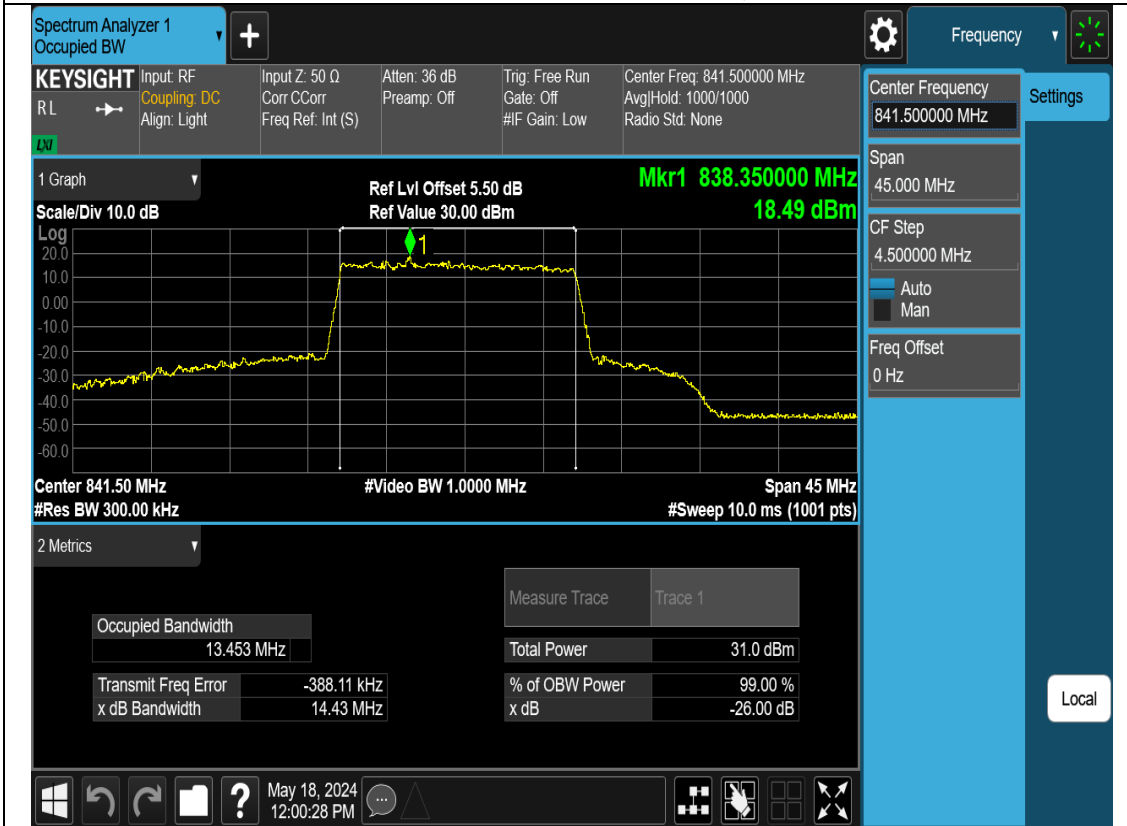 Spectrum Analyzer 1
Occupied BW
Frequency
KEYSIGHT
R L
LXI
Input: RF
Coupling: DC
Align: Light
Input Z: 50 Ω
Corr CCorr
Freq Ref: Int (S)
Atten: 36 dB
Preamp: Off
Trig: Free Run
Gate: Off
#IF Gain: Low
Center Freq: 841.500000 MHz
Avg|Hold: 1000/1000
Radio Std: None
Center Frequency
841.500000 MHz
Settings
Span
45.000 MHz
CF Step
4.500000 MHz
Auto
Man
Freq Offset
0 Hz
Local
1 Graph
Scale/Div 10.0 dB
Ref Lvl Offset 5.50 dB
Ref Value 30.00 dBm
Mkr1 838.350000 MHz
18.49 dBm
Log
1
20.0
10.0
0.00
-10.0
-20.0
-30.0
-40.0
-50.0
-60.0
Center 841.50 MHz
#Video BW 1.0000 MHz
Span 45 MHz
#Res BW 300.00 kHz
#Sweep 10.0 ms (1001 pts)
2 Metrics
Measure Trace
Trace 1
Occupied Bandwidth
13.453 MHz
Total Power
31.0 dBm
Transmit Freq Error
-388.11 kHz
% of OBW Power
99.00 %
x dB Bandwidth
14.43 MHz
x dB
-26.00 dB
?
May 18, 2024
12:00:28 PM